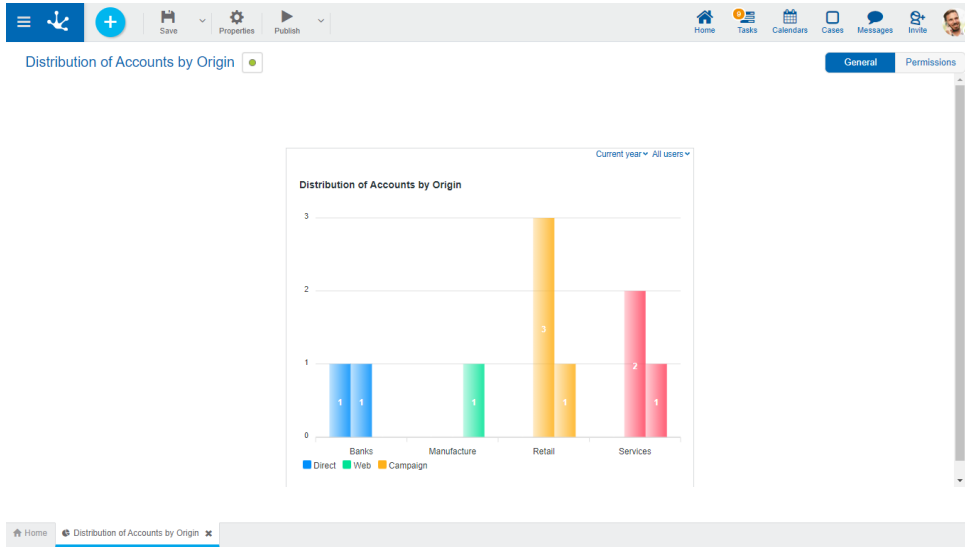 Save
Properties
Publish
Home
9
Tasks
Calendars
Cases
Messages
Invite
Distribution of Accounts by Origin
General
Permissions
Current year
All users
Distribution of Accounts by Origin
3
2
1
0
1
1
1
3
1
2
1
Banks
Manufacture
Retail
Services
Direct
Web
Campaign
Home
Distribution of Accounts by Origin